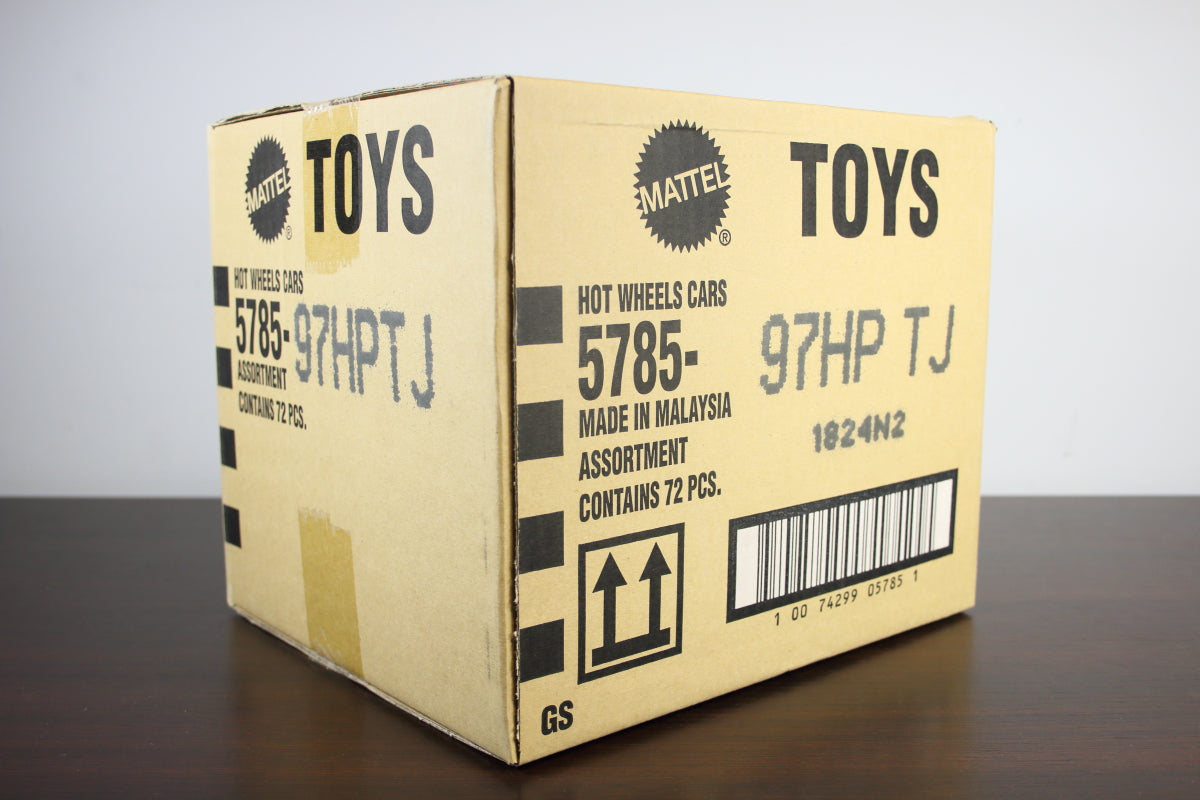 MATTEL
®
TOYS
HOT WHEELS CARS
5785-97HPTJ
ASSORTMENT
CONTAINS 72 PCS.
MATTEL
®
TOYS
HOT WHEELS CARS
5785-97HP TJ
MADE IN MALAYSIA
1824N2
ASSORTMENT
CONTAINS 72 PCS.
1 00 74299 05785 1
GS